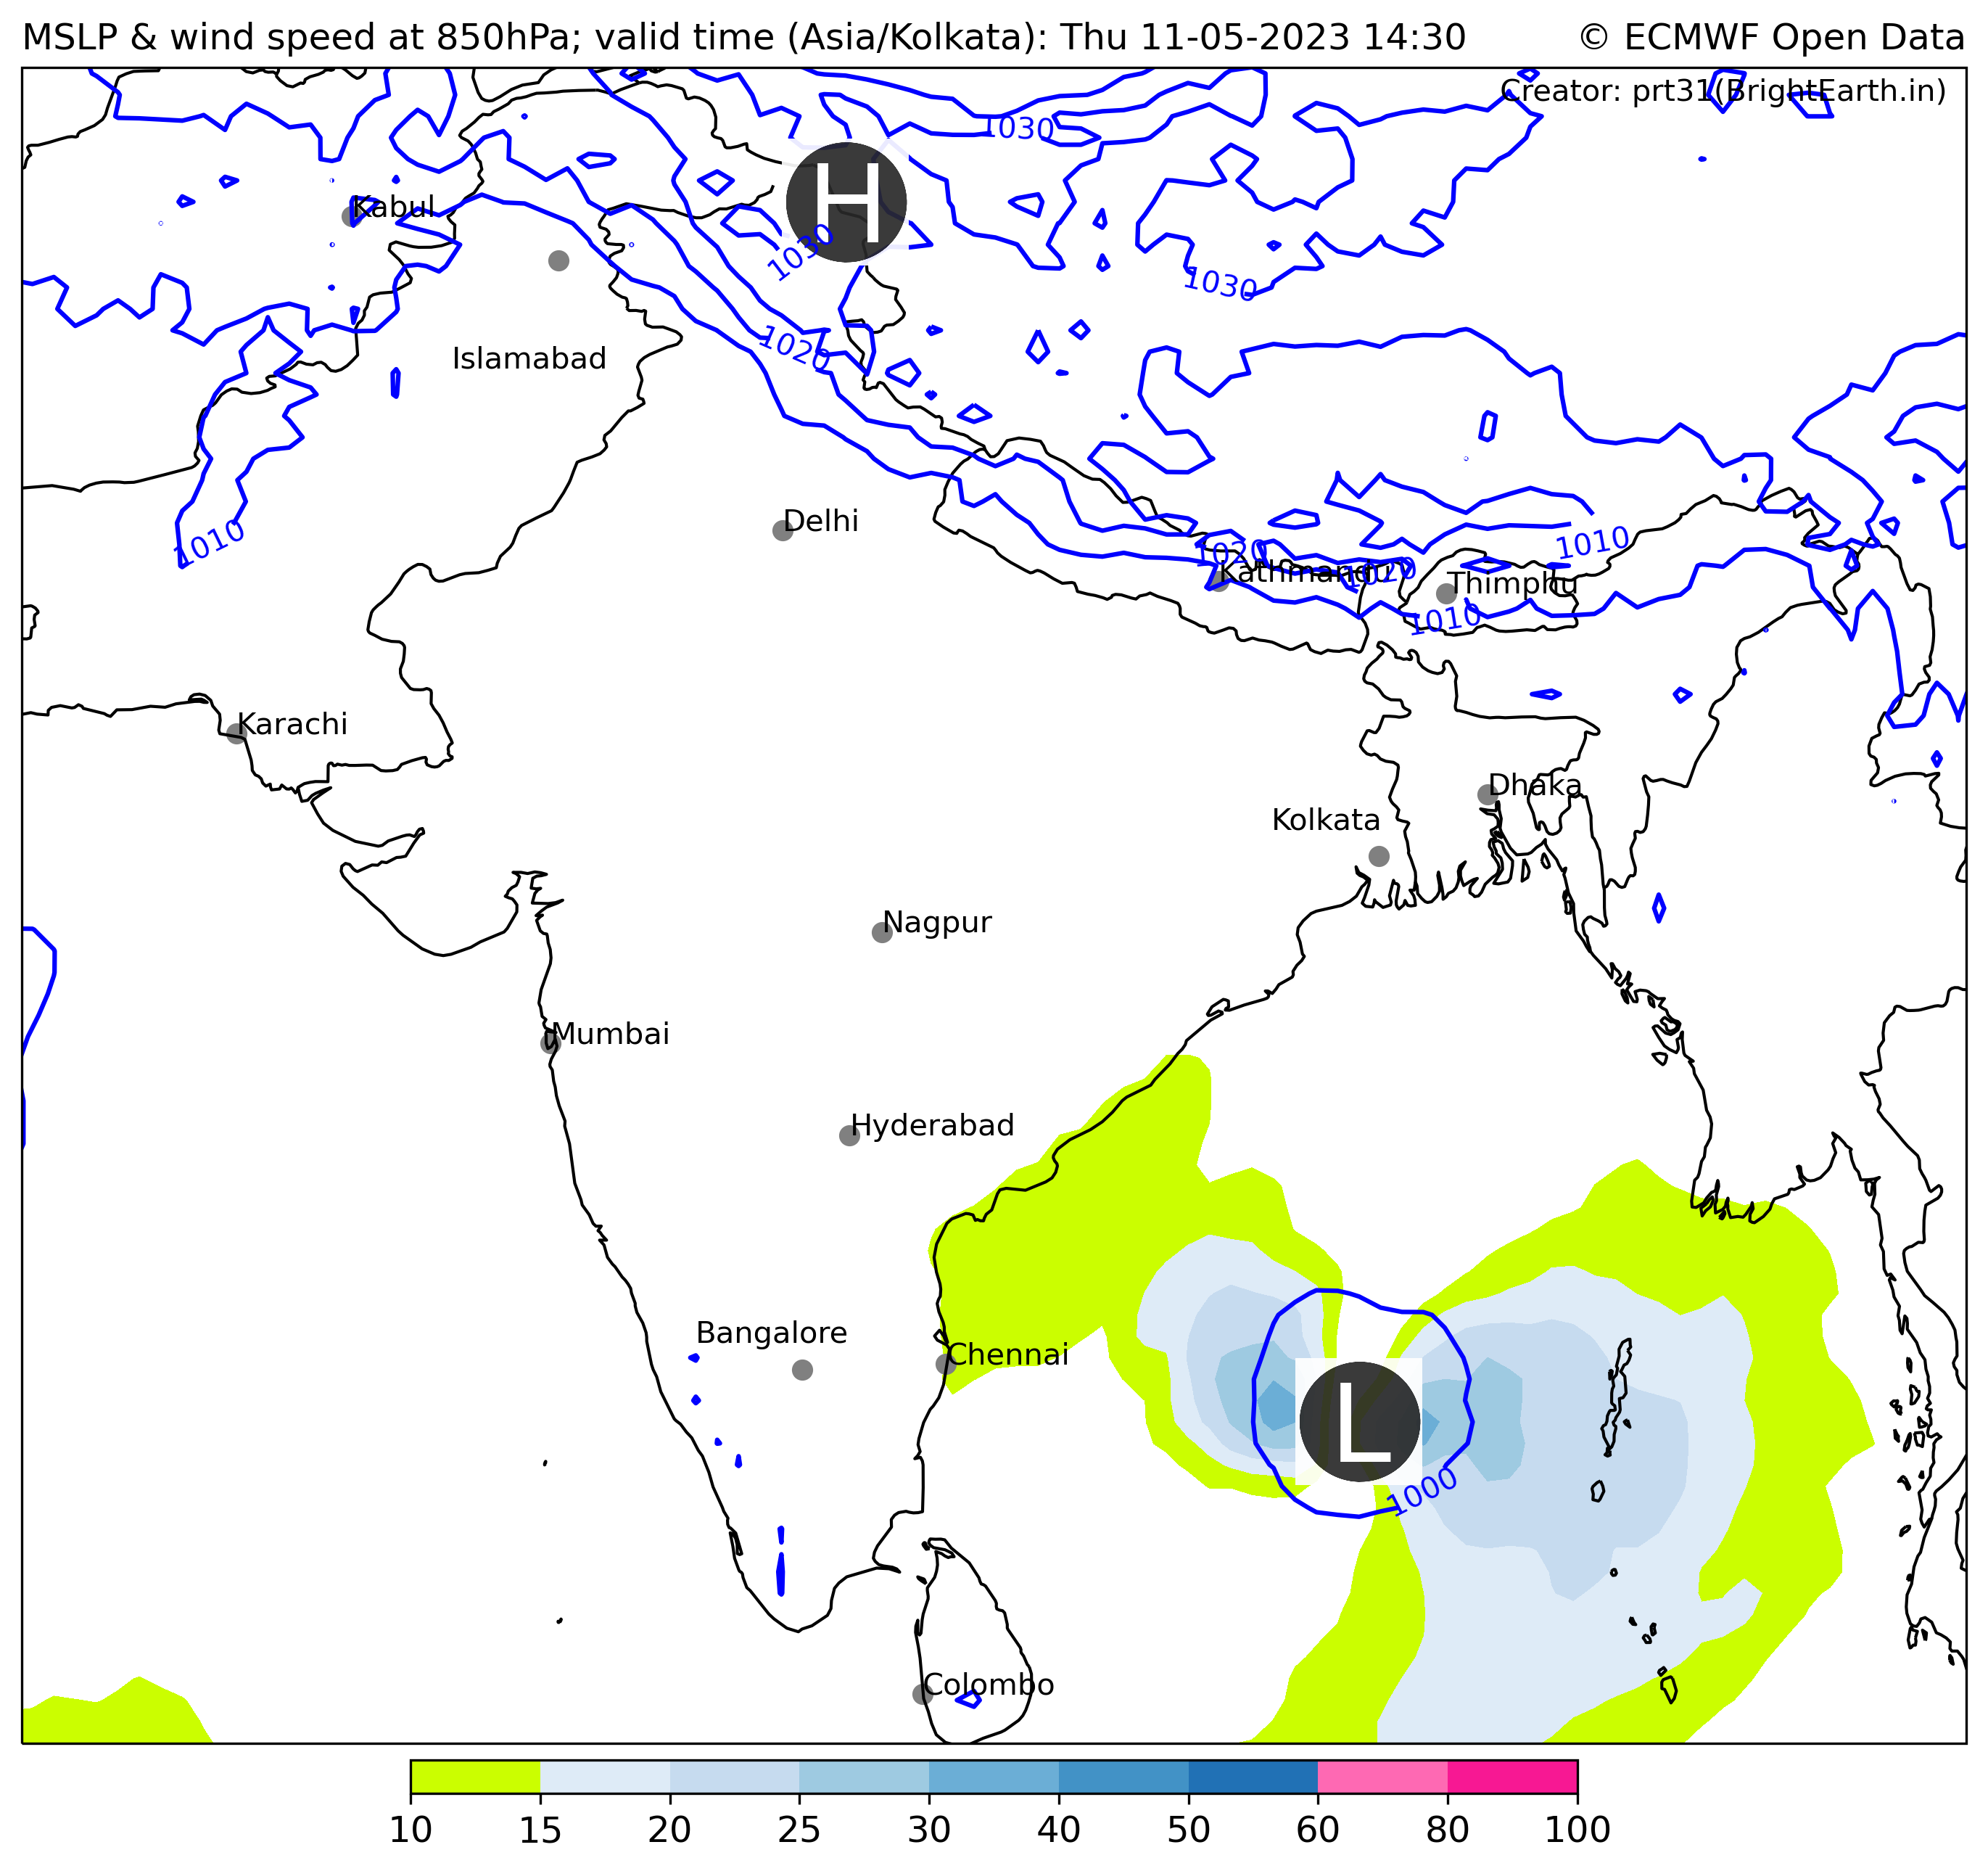 MSLP & wind speed at 850hPa; valid time (Asia/Kolkata): Thu 11-05-2023 14:30 © ECMWF Open Data
Creator: prt31(BrightEarth.in)
1030
H
Kabul
1030
1030
1020
Islamabad
1010
Delhi
1010
1020
Kathmandu
1020
Thimphu
1010
Karachi
Dhaka
Kolkata
Nagpur
Mumbai
Hyderabad
Bangalore
Chennai
L
1000
Colombo
10 15 20 25 30 40 50 60 80 100